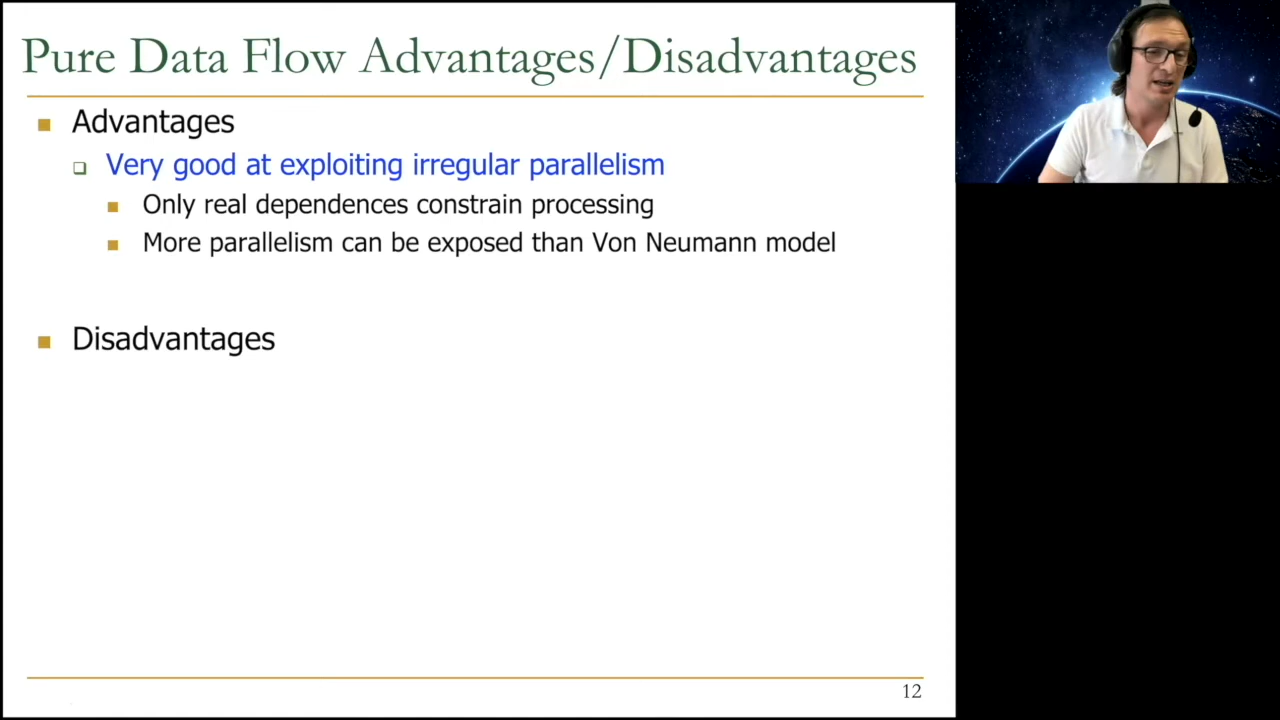 Pure Data Flow Advantages/Disadvantages
Advantages
Very good at exploiting irregular parallelism
Only real dependences constrain processing
More parallelism can be exposed than Von Neumann model
Disadvantages
12